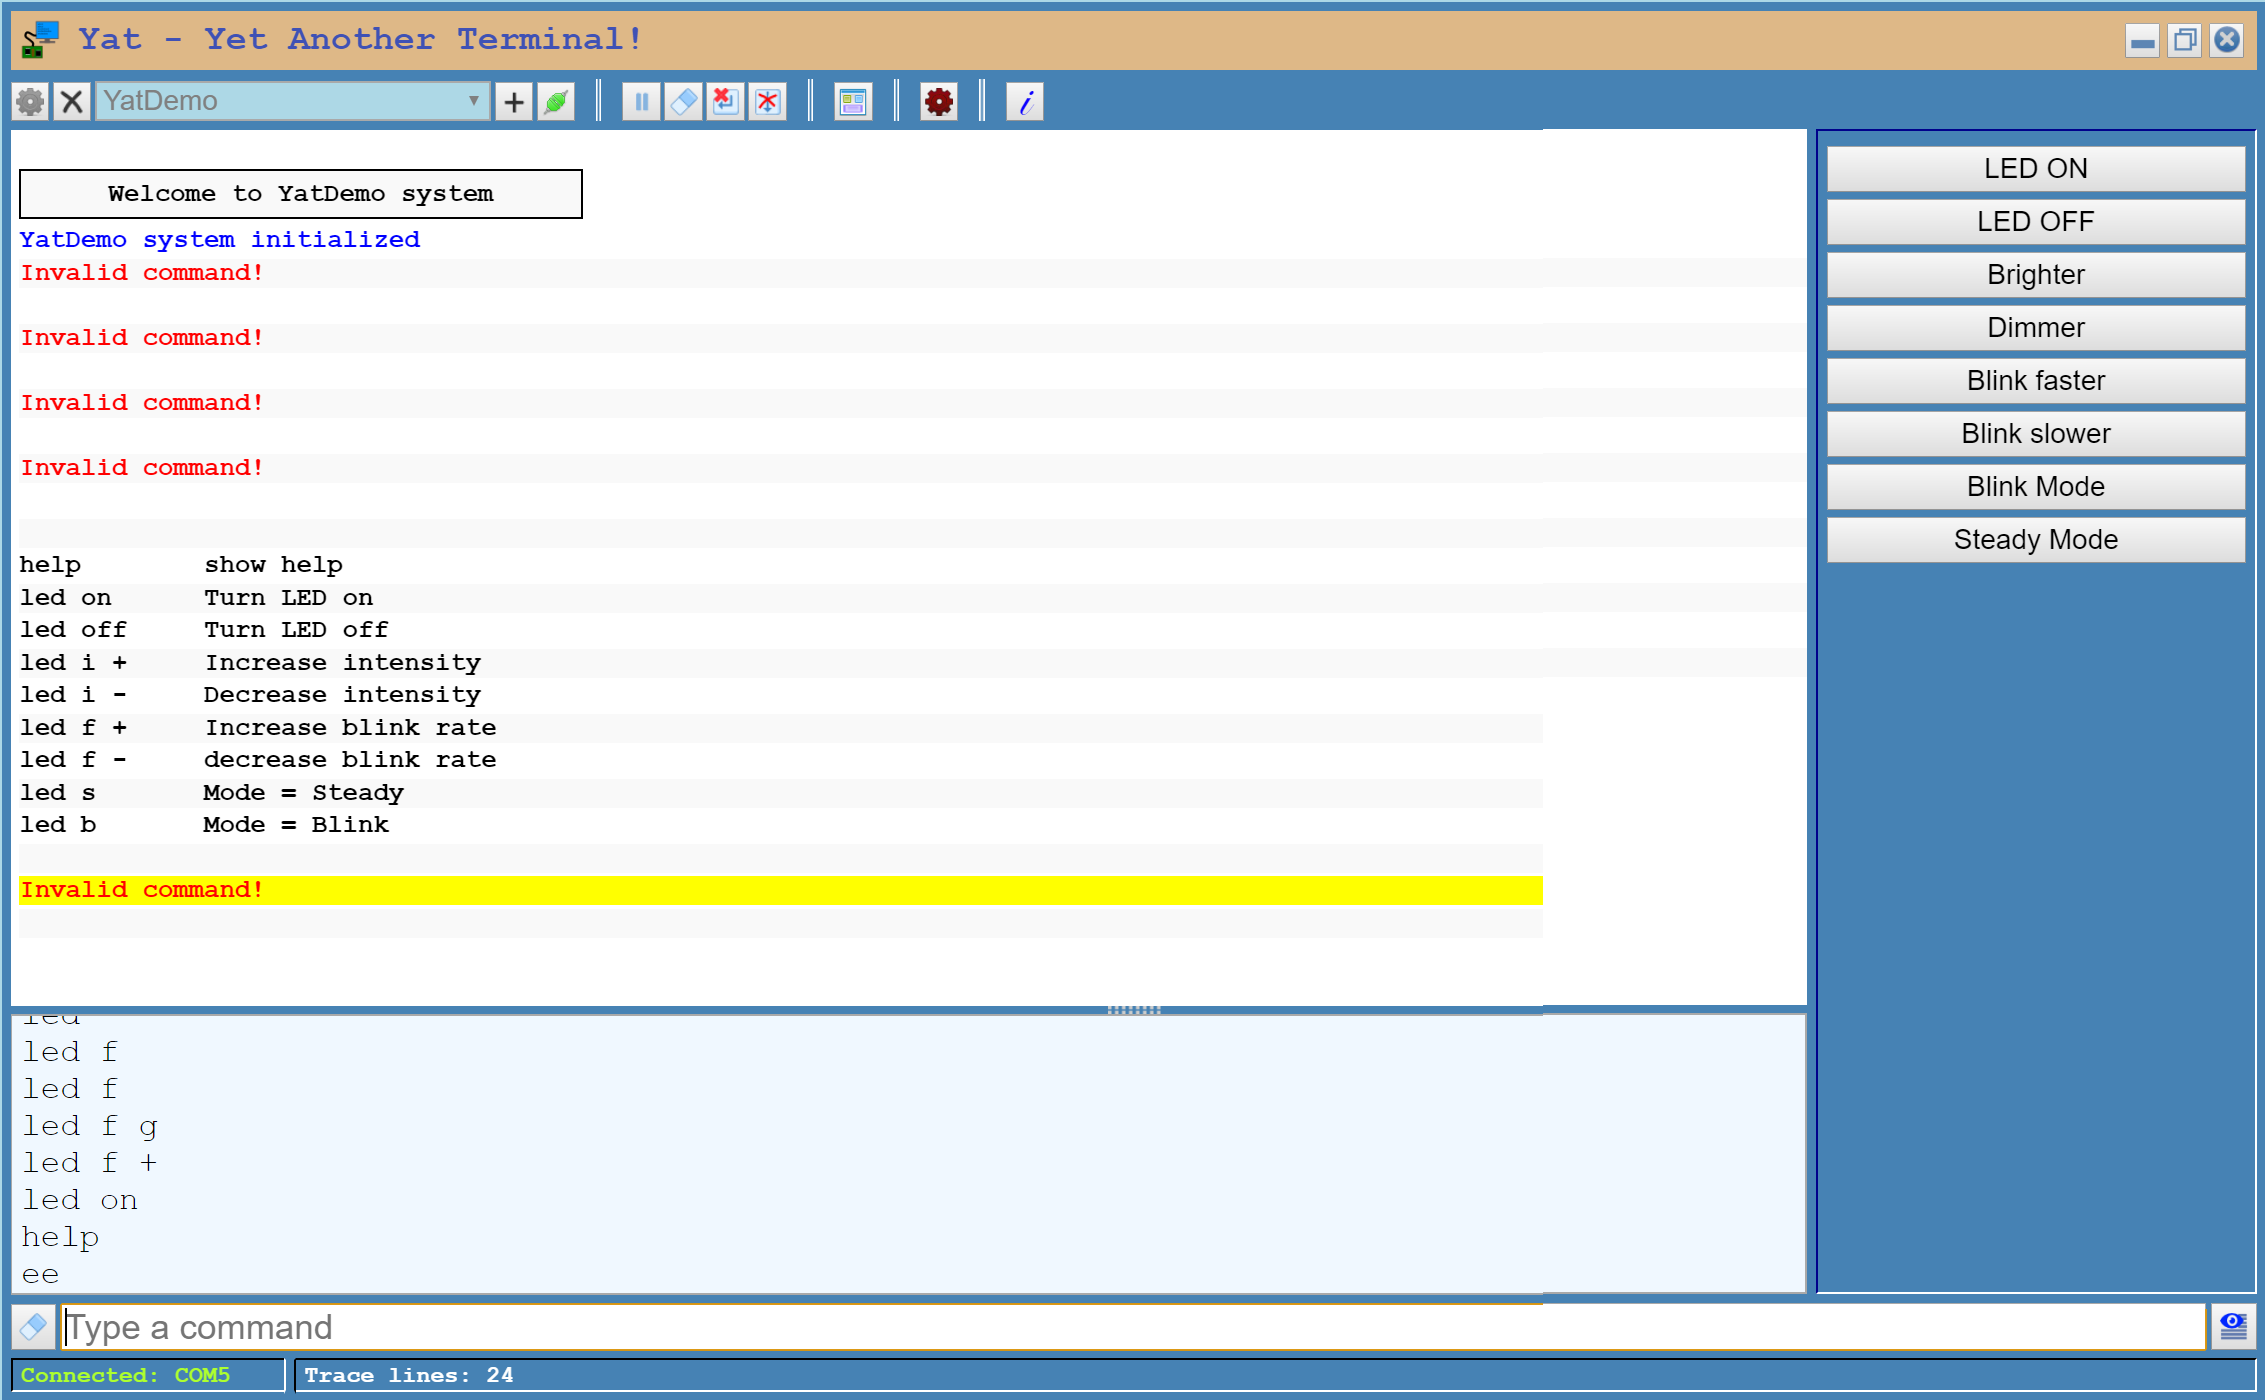 Yat - Yet Another Terminal!
YatDemo
Welcome to YatDemo system
YatDemo system initialized
Invalid command!
Invalid command!
Invalid command!
Invalid command!
help show help
led on Turn LED on
led off Turn LED off
led i + Increase intensity
led i - Decrease intensity
led f + Increase blink rate
led f - decrease blink rate
led s Mode = Steady
led b Mode = Blink
Invalid command!
LED ON
LED OFF
Brighter
Dimmer
Blink faster
Blink slower
Blink Mode
Steady Mode
led
led f
led f
led f g
led f +
led on
help
ee
Type a command
Connected: COM5
Trace lines: 24